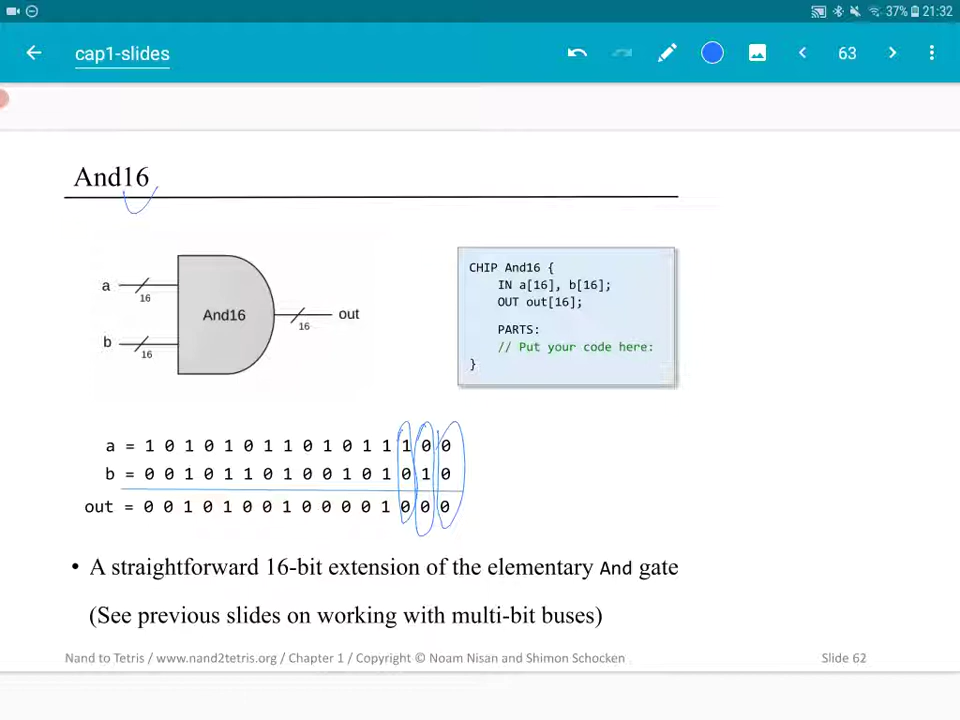 37% 21:32
cap1-slides
63
And16
a
16
And16
out
16
b
16
CHIP And16 {
IN a[16], b[16];
OUT out[16];
PARTS:
// Put your code here:
}
a = 1 0 1 0 1 0 1 1 0 1 0 1 1 1 0 0
b = 0 0 1 0 1 1 0 1 0 0 1 0 1 0 1 0
out = 0 0 1 0 1 0 0 1 0 0 0 0 1 0 0 0
• A straightforward 16-bit extension of the elementary And gate
(See previous slides on working with multi-bit buses)
Nand to Tetris / www.nand2tetris.org / Chapter 1 / Copyright © Noam Nisan and Shimon Schocken
Slide 62